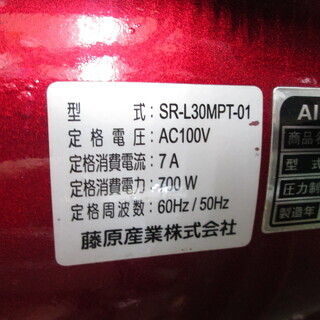 型 式 : SR-L30MPT-01
定格電圧 : AC100V
定格消費電流 : 7A
定格消費電力 : 700W
定格周波数 : 60Hz / 50Hz
藤原産業株式会社
AI
商品
型 式
圧力制
製造年